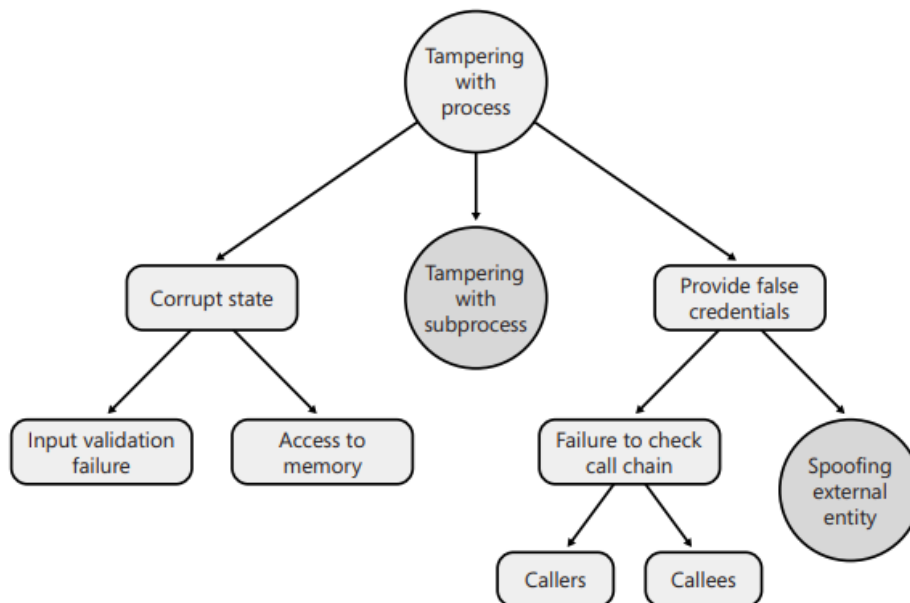 Tampering
with
process
Corrupt state
Tampering
with
subprocess
Provide false
credentials
Input validation
failure
Access to
memory
Failure to check
call chain
Spoofing
external
entity
Callers
Callees